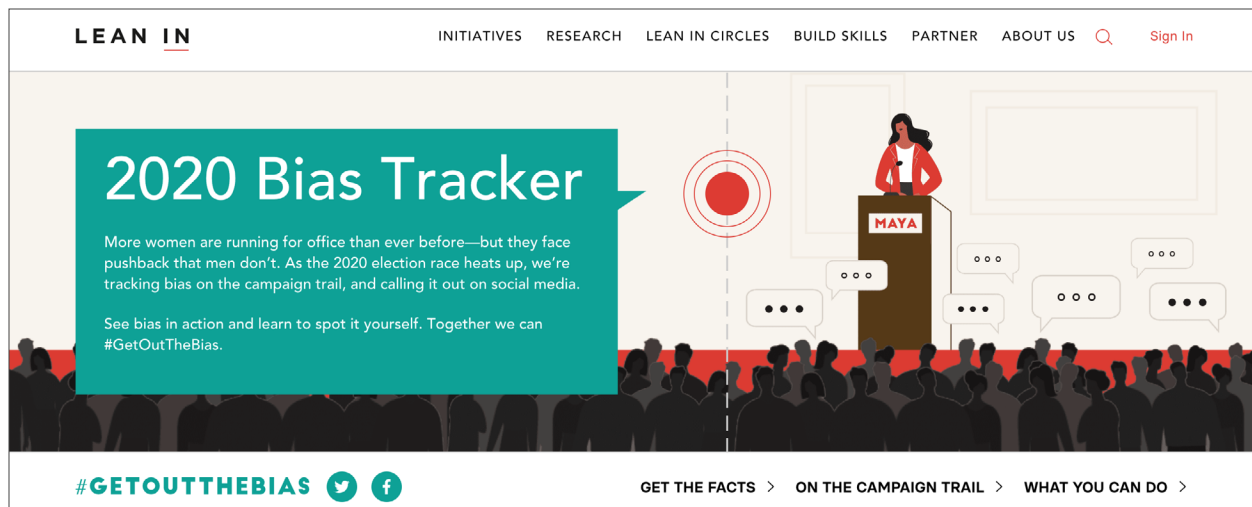 LEAN IN
INITIATIVES RESEARCH LEAN IN CIRCLES BUILD SKILLS PARTNER ABOUT US Sign In
2020 Bias Tracker
More women are running for office than ever before—but they face
pushback that men don’t. As the 2020 election race heats up, we’re
tracking bias on the campaign trail, and calling it out on social media.
See bias in action and learn to spot it yourself. Together we can
#GetOutTheBias.
MAYA
#GETOUTTHEBIAS
GET THE FACTS ON THE CAMPAIGN TRAIL WHAT YOU CAN DO